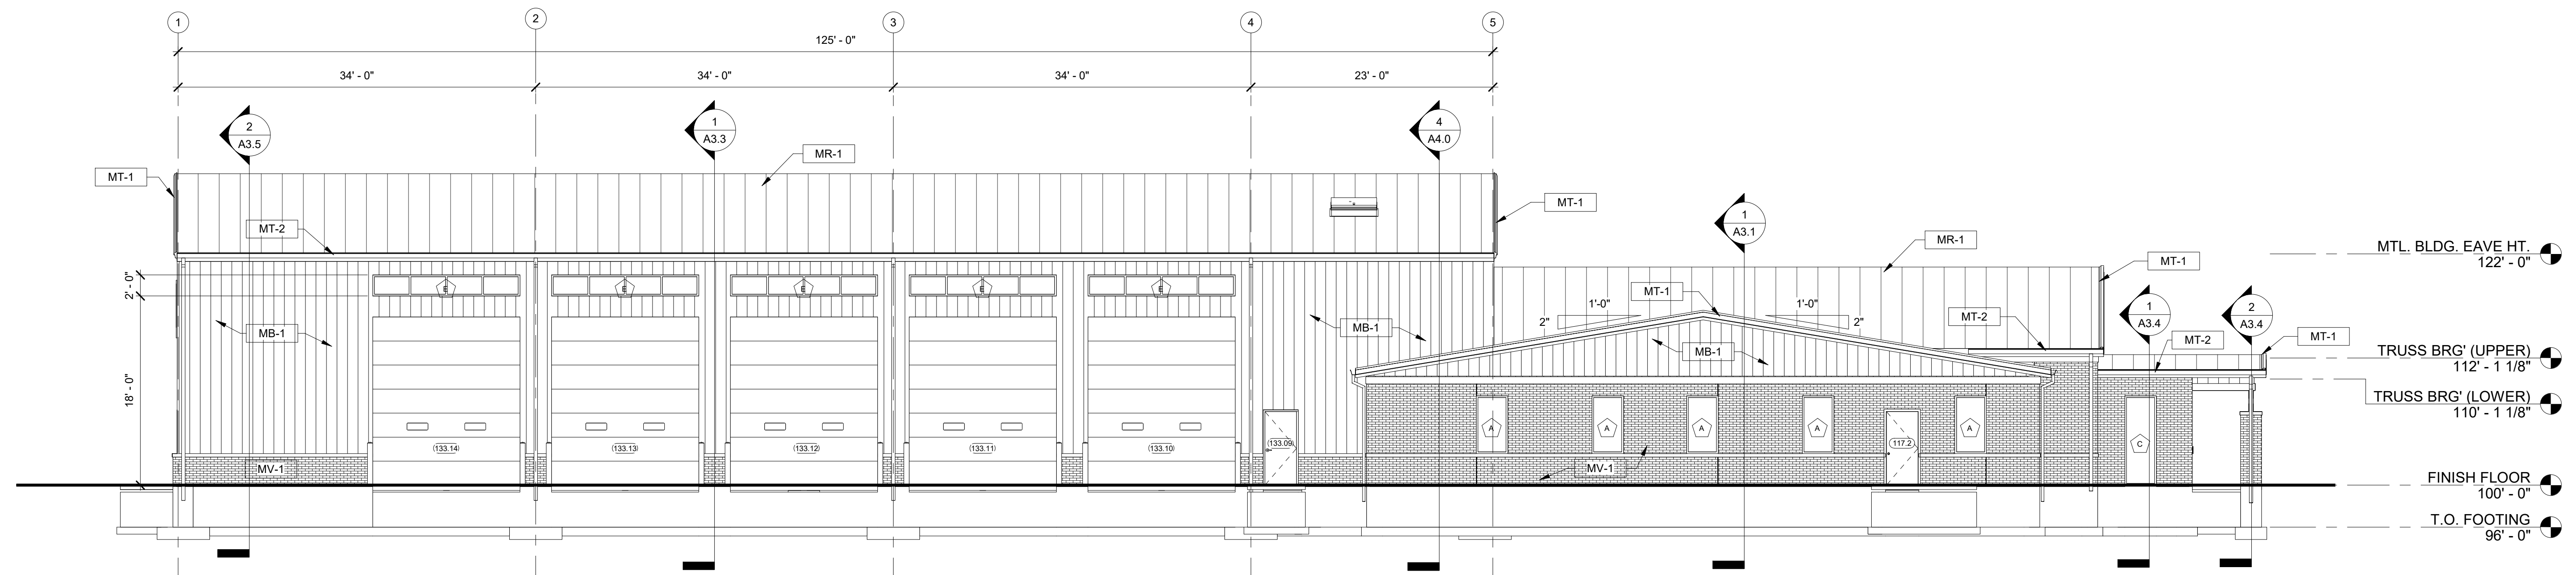 1
2
3
4
5
125' - 0"
34' - 0"
34' - 0"
34' - 0"
23' - 0"
2
A3.5
1
A3.3
4
A4.0
MR-1
MT-1
MT-1
MT-2
1
A3.1
MR-1
MTL. BLDG. EAVE HT.
122' - 0"
MT-1
2' - 0"
E
E
E
E
E
MT-1
1'-0"
1'-0"
2"
2"
MT-2
1
A3.4
2
A3.4
MB-1
MB-1
MB-1
MT-2
MT-1
TRUSS BRG' (UPPER)
112' - 1 1/8"
18' - 0"
TRUSS BRG' (LOWER)
110' - 1 1/8"
A
A
A
A
A
C
133.14
133.13
133.12
133.11
133.10
133.09
117.2
MV-1
MV-1
FINISH FLOOR
100' - 0"
T.O. FOOTING
96' - 0"